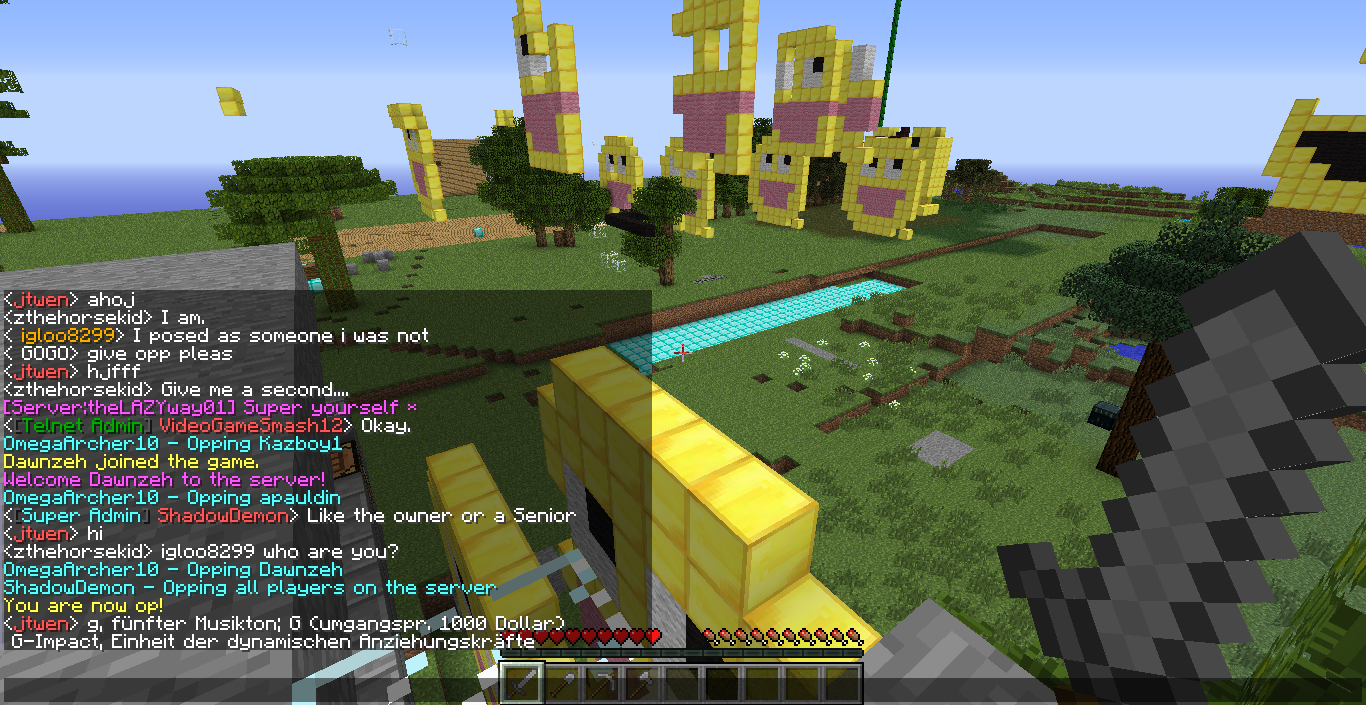 <jtwen> ahoj
<zthehorsekid> I am.
< igloo8299> I posed as someone i was not
< GOGO> give opp pleas
<jtwen> hjfff
<zthehorsekid> Give me a second....
[Server:theLAZYway01] Super yourself ×
<[Telnet Admin] VideoGameSmash12> Okay.
OmegaArcher10 - Opping Kazboy1
Dawnzeh joined the game.
Welcome Dawnzeh to the server!
OmegaArcher10 - Opping apauldin
<[Super Admin] ShadowDemon> Like the owner or a Senior
<jtwen> hi
<zthehorsekid> igloo8299 who are you?
OmegaArcher10 - Opping Dawnzeh
ShadowDemon - Opping all players on the server
You are now op!
<jtwen> g, fünfter Musikton; G (umgangspr. 1000 Dollar)
G-Impact, Einheit der dynamischen Anziehungskräfte